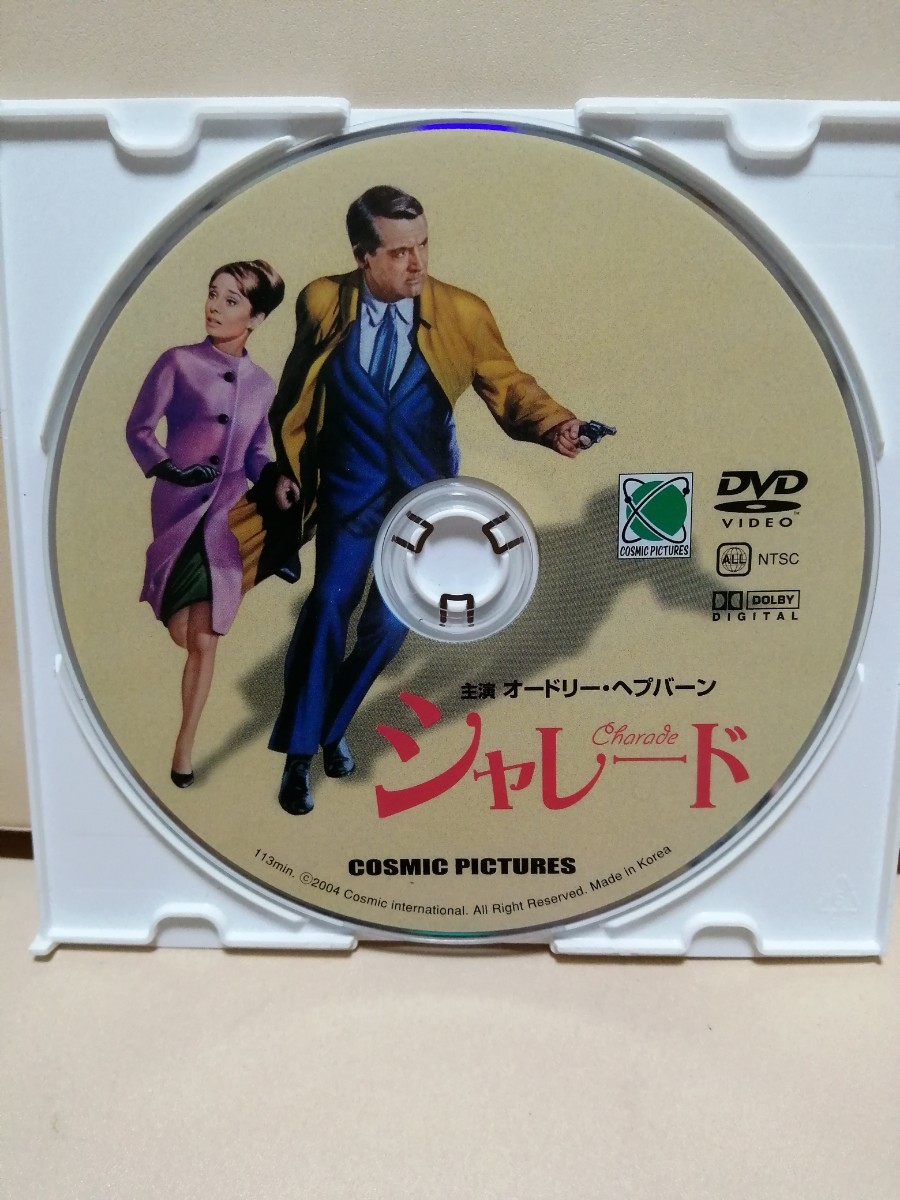 COSMIC PICTURES
DVD
VIDEO™
ALL NTSC
DOLBY
DIGITAL
主演 オードリー・ヘプバーン
Charade
シャレード
COSMIC PICTURES
113min. ©2004 Cosmic international. All Right Reserved. Made in Korea